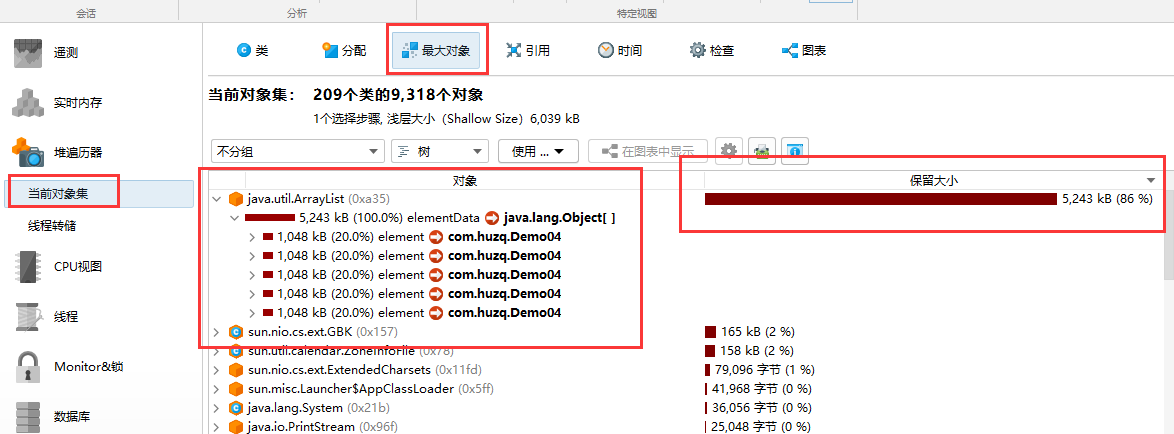 会话 分析 特定视图
遥测
实时内存
堆遍历器
当前对象集
线程转储
CPU视图
线程
Monitor&锁
数据库
类 分配 最大对象 引用 时间 检查 图表
当前对象集： 209个类的9,318个对象
1个选择步骤, 浅层大小（Shallow Size）6,039 kB
不分组 树 使用 ... 在图表中显示
对象 保留大小
java.util.ArrayList (0xa35) 5,243 kB (86 %)
5,243 kB (100.0%) elementData java.lang.Object[ ]
1,048 kB (20.0%) element com.huzq.Demo04
1,048 kB (20.0%) element com.huzq.Demo04
1,048 kB (20.0%) element com.huzq.Demo04
1,048 kB (20.0%) element com.huzq.Demo04
1,048 kB (20.0%) element com.huzq.Demo04
sun.nio.cs.ext.GBK (0x157) 165 kB (2 %)
sun.util.calendar.ZoneInfoFile (0x78) 158 kB (2 %)
sun.nio.cs.ext.ExtendedCharsets (0x11fd) 79,096 字节 (1 %)
sun.misc.Launcher$AppClassLoader (0x5ff) 41,968 字节 (0 %)
java.lang.System (0x21b) 36,056 字节 (0 %)
java.io.PrintStream (0x96f) 25,048 字节 (0 %)